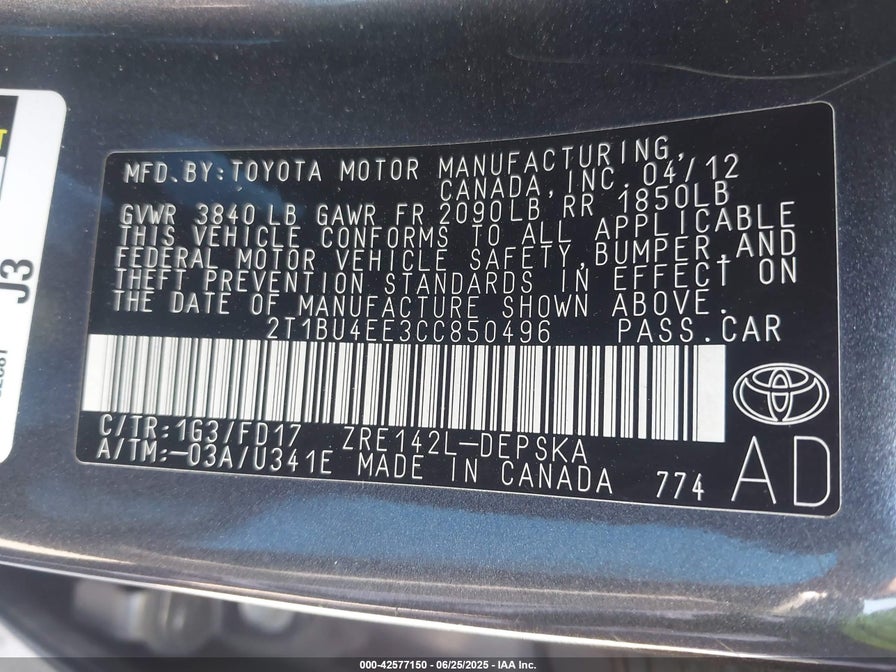 MFD.BY:TOYOTA MOTOR MANUFACTURING,
CANADA,INC. 04/12
GVWR 3840 LB GAWR FR 2090LB RR 1850LB
THIS VEHICLE CONFORMS TO ALL APPLICABLE
FEDERAL MOTOR VEHICLE SAFETY,BUMPER,AND
THEFT PREVENTION STANDARDS IN EFFECT ON
THE DATE OF MANUFACTURE SHOWN ABOVE.
2T1BU4EE3CC850496 PASS.CAR
C/TR:1G3/FD17 ZRE142L-DEPSKA
A/TM:-03A/U341E MADE IN CANADA 774
AD
J3
000-42577150 - 06/25/2025 - IAA Inc.